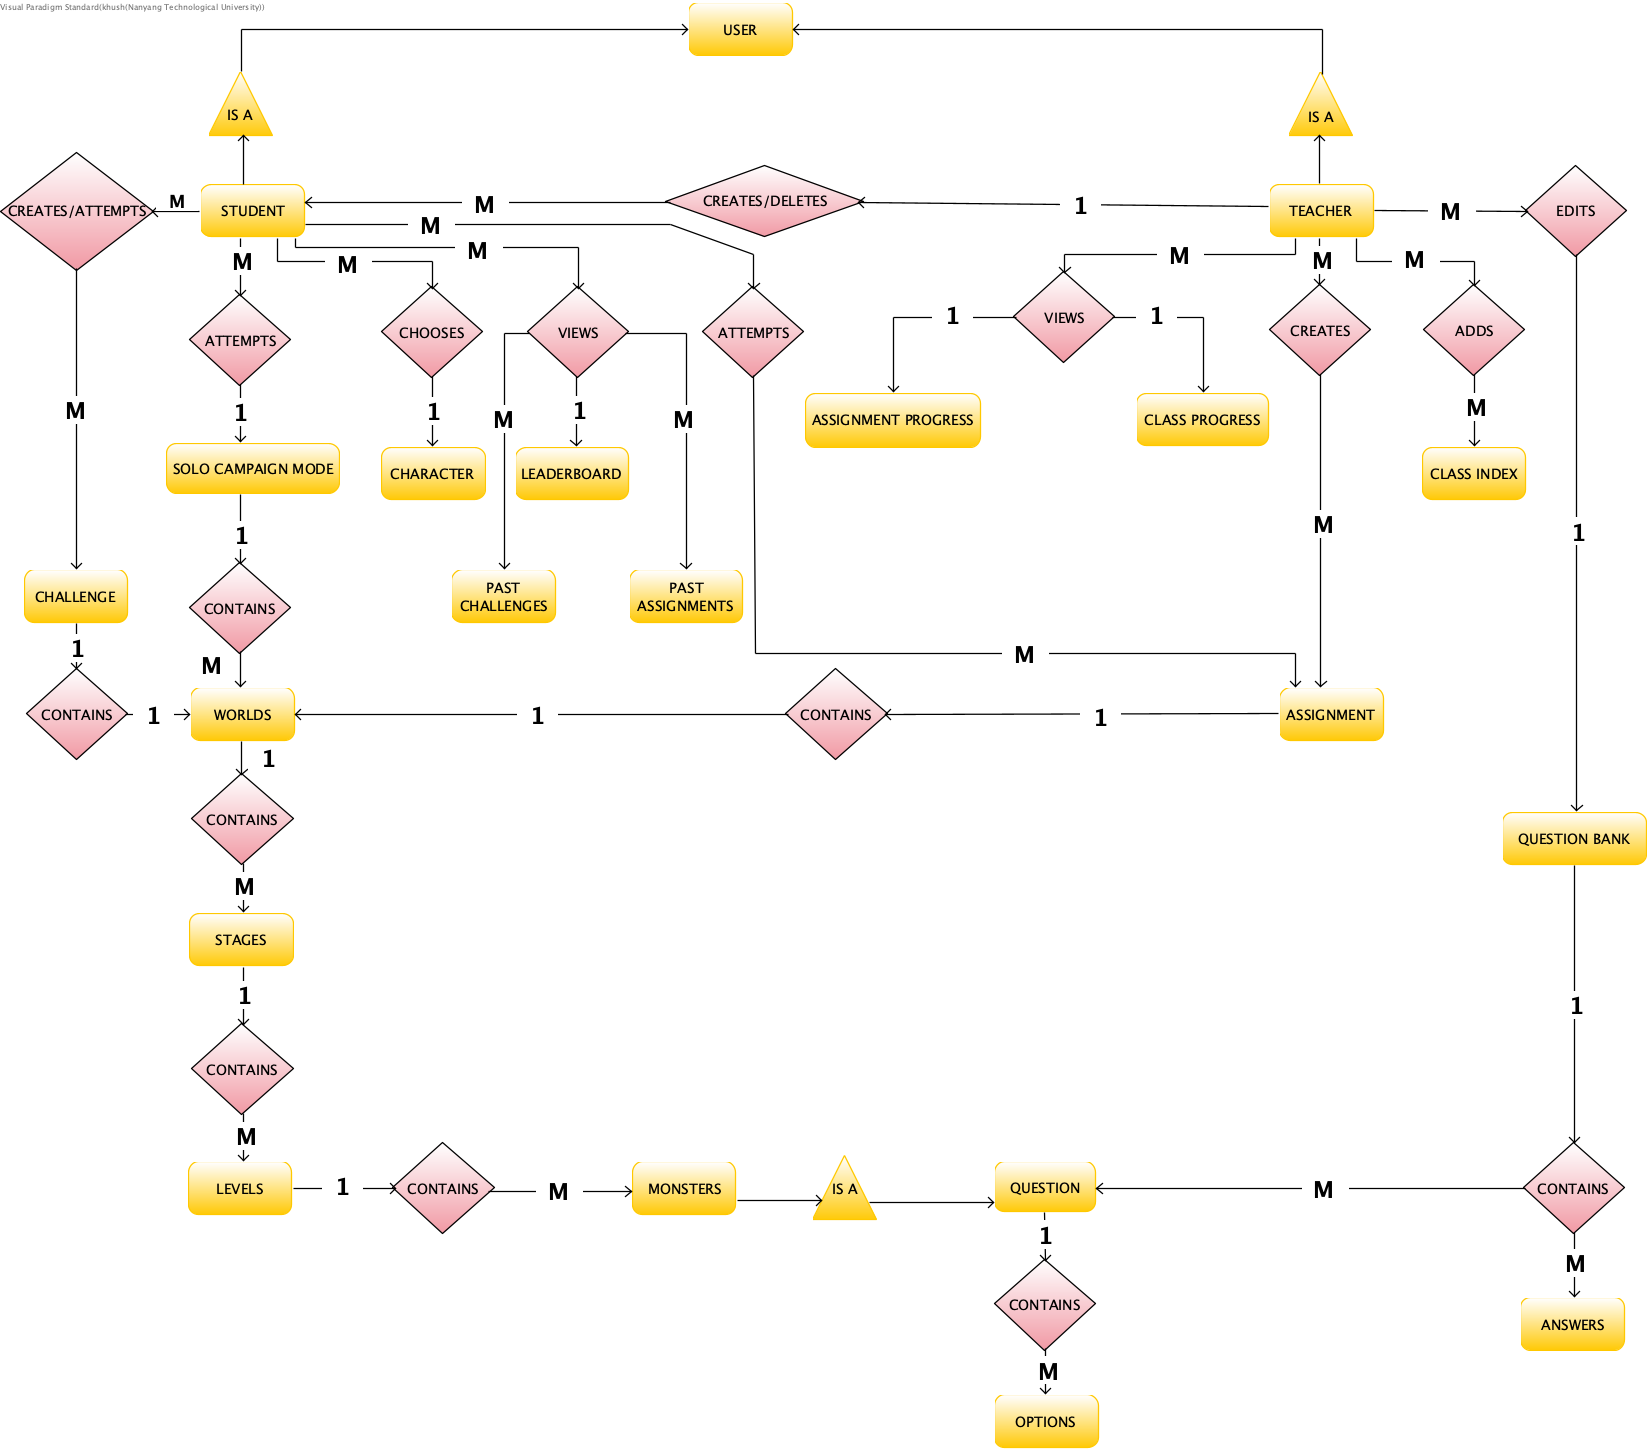 Visual Paradigm Standard(khush(Nanyang Technological University))
USER
IS A
IS A
CREATES/ATTEMPTS
M
STUDENT
M
CREATES/DELETES
1
TEACHER
M
EDITS
M
M
M
M
M
M
M
ATTEMPTS
CHOOSES
VIEWS
ATTEMPTS
1
VIEWS
1
CREATES
ADDS
M
1
1
M
1
M
ASSIGNMENT PROGRESS
CLASS PROGRESS
M
SOLO CAMPAIGN MODE
CHARACTER
LEADERBOARD
CLASS INDEX
1
M
1
CHALLENGE
CONTAINS
PAST
CHALLENGES
PAST
ASSIGNMENTS
1
M
M
CONTAINS
1
WORLDS
1
CONTAINS
1
ASSIGNMENT
1
CONTAINS
QUESTION BANK
M
STAGES
1
1
CONTAINS
M
LEVELS
1
CONTAINS
M
MONSTERS
IS A
QUESTION
M
CONTAINS
1
M
CONTAINS
ANSWERS
M
OPTIONS